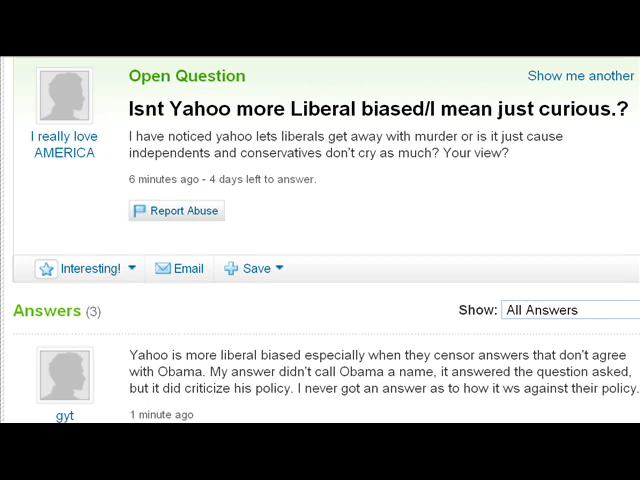 Open Question
Show me another
Isnt Yahoo more Liberal biased/I mean just curious.?
I really love
AMERICA
I have noticed yahoo lets liberals get away with murder or is it just cause
independents and conservatives don't cry as much? Your view?
6 minutes ago - 4 days left to answer.
Report Abuse
Interesting!
Email
Save
Answers (3)
Show: All Answers
Yahoo is more liberal biased especially when they censor answers that don't agree
with Obama. My answer didn't call Obama a name, it answered the question asked,
but it did criticize his policy. I never got an answer as to how it ws against their policy.
gyt
1 minute ago